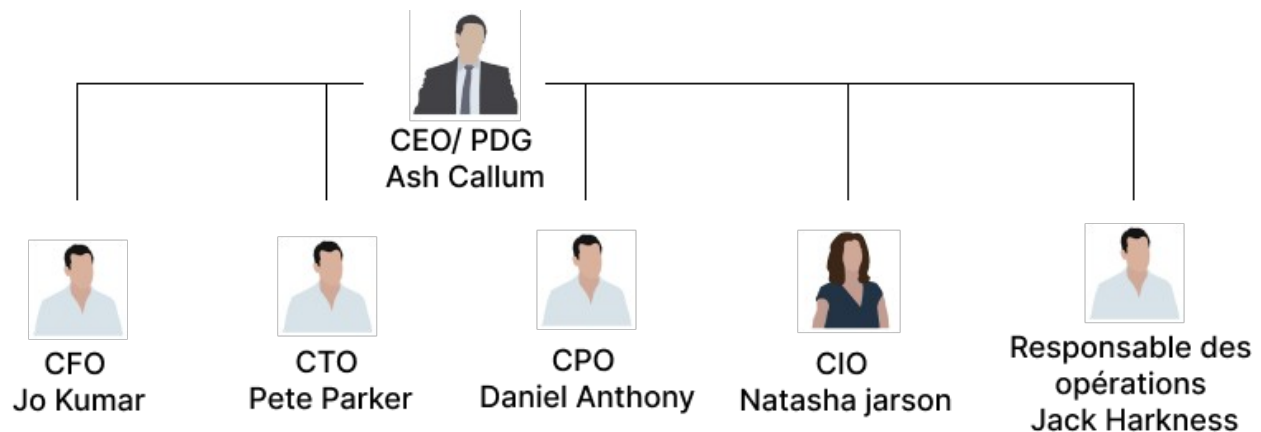 CEO/ PDG
Ash Callum
CFO
Jo Kumar
CTO
Pete Parker
CPO
Daniel Anthony
CIO
Natasha jarson
Responsable des
opérations
Jack Harkness